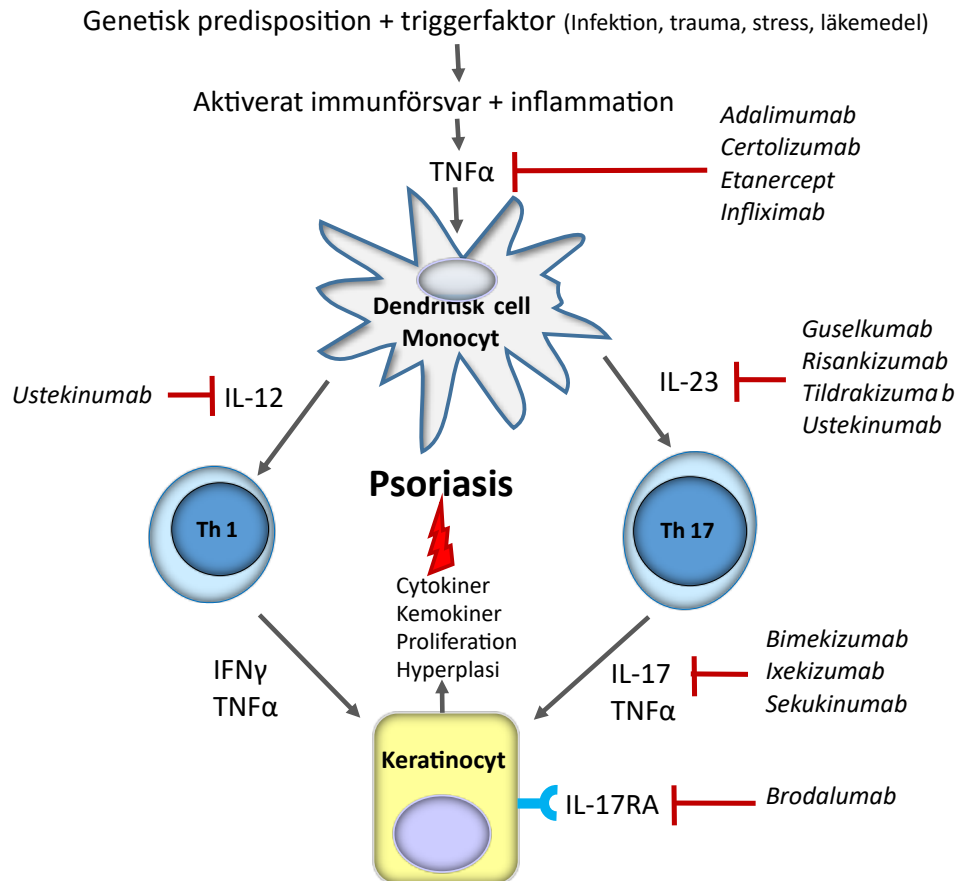 Genetisk predisposition + triggerfaktor (Infektion, trauma, stress, läkemedel)
Aktiverat immunförsvar + inflammation
TNFα
Adalimumab
Certolizumab
Etanercept
Infliximab
Dendritisk cell
Monocyt
Ustekinumab
IL-12
IL-23
Guselkumab
Risankizumab
Tildrakizumab
Ustekinumab
Psoriasis
Th 1
Th 17
Cytokiner
Kemokiner
Proliferation
Hyperplasi
IFNγ
TNFα
IL-17
TNFα
Bimekizumab
Ixekizumab
Sekukinumab
Keratinocyt
IL-17RA
Brodalumab